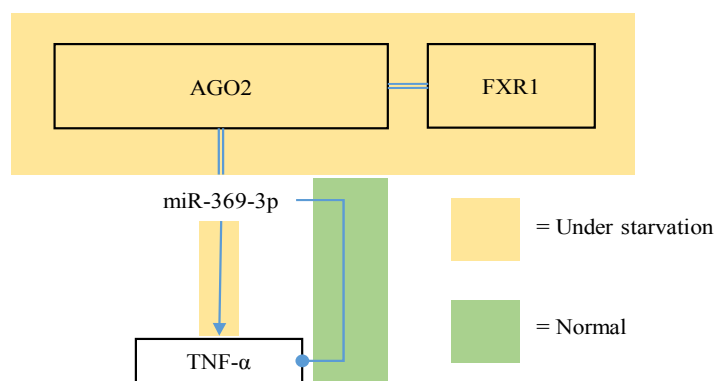 AGO2
FXR1
miR-369-3p
= Under starvation
= Normal
TNF-α